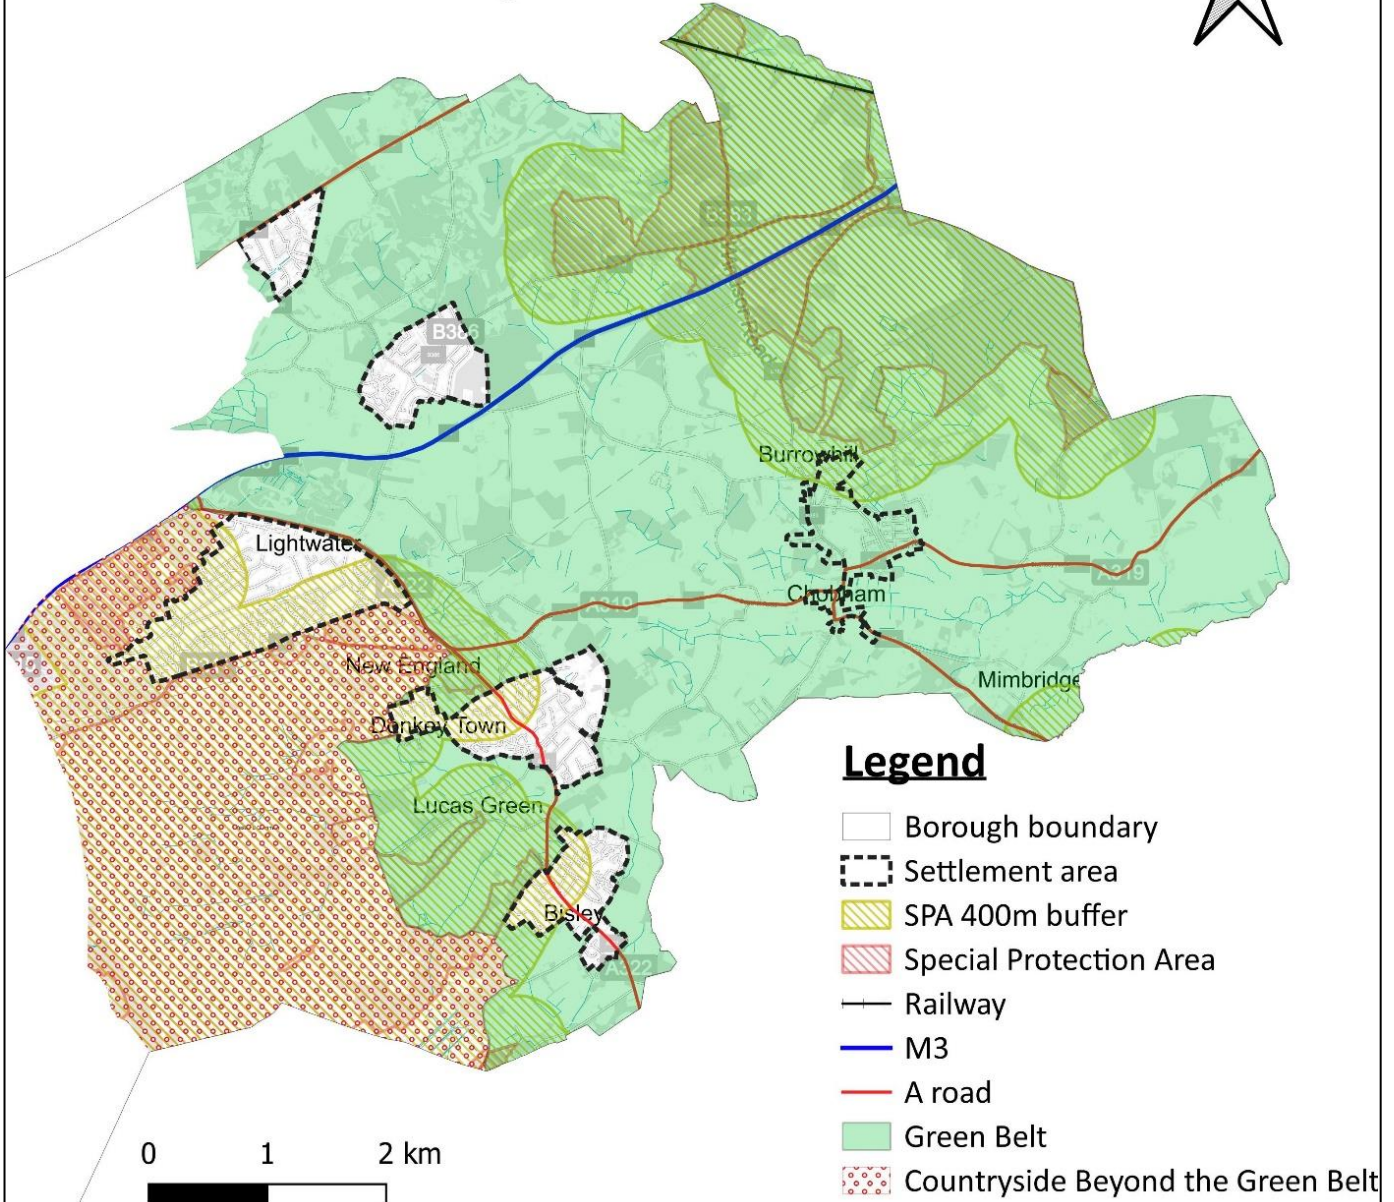 B386
Burrowhill
Lightwater
Chobham
A319
A319
New England
Mimbridge
Donkey Town
Lucas Green
Bisley
A322
Legend
Borough boundary
Settlement area
SPA 400m buffer
Special Protection Area
Railway
M3
A road
Green Belt
Countryside Beyond the Green Belt
0 1 2 km